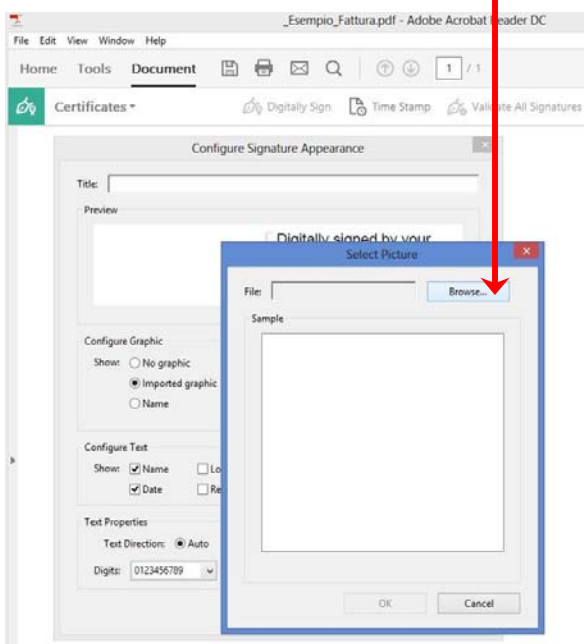 _Esempio_Fattura.pdf - Adobe Acrobat Reader DC
File Edit View Window Help
Home Tools Document 1 / 1
Certificates Digitally Sign Time Stamp Validate All Signatures
Configure Signature Appearance
Title:
Preview
Digitally signed by your
Select Picture
File: Browse...
Sample
Configure Graphic
Show: No graphic
Imported graphic
Name
Configure Text
Show: Name Lo
Date Re
Text Properties
Text Direction: Auto
Digits: 0123456789
OK Cancel